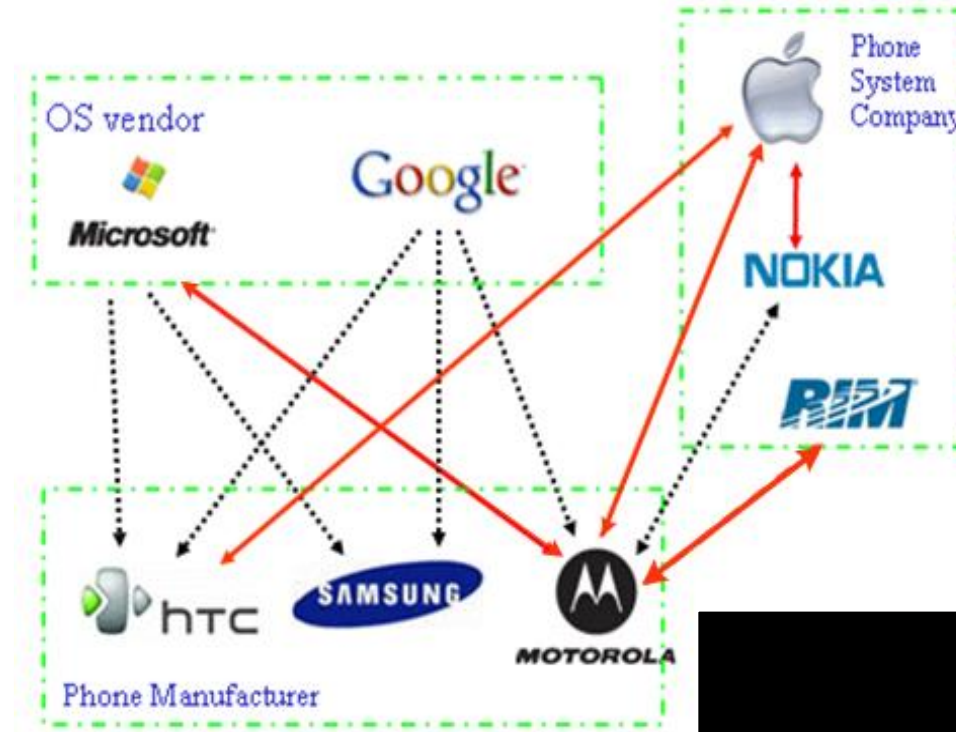 Phone
System
Company
OS vendor
Google
Microsoft
NOKIA
RIM
hTC
SAMSUNG
MOTOROLA
Phone Manufacturer